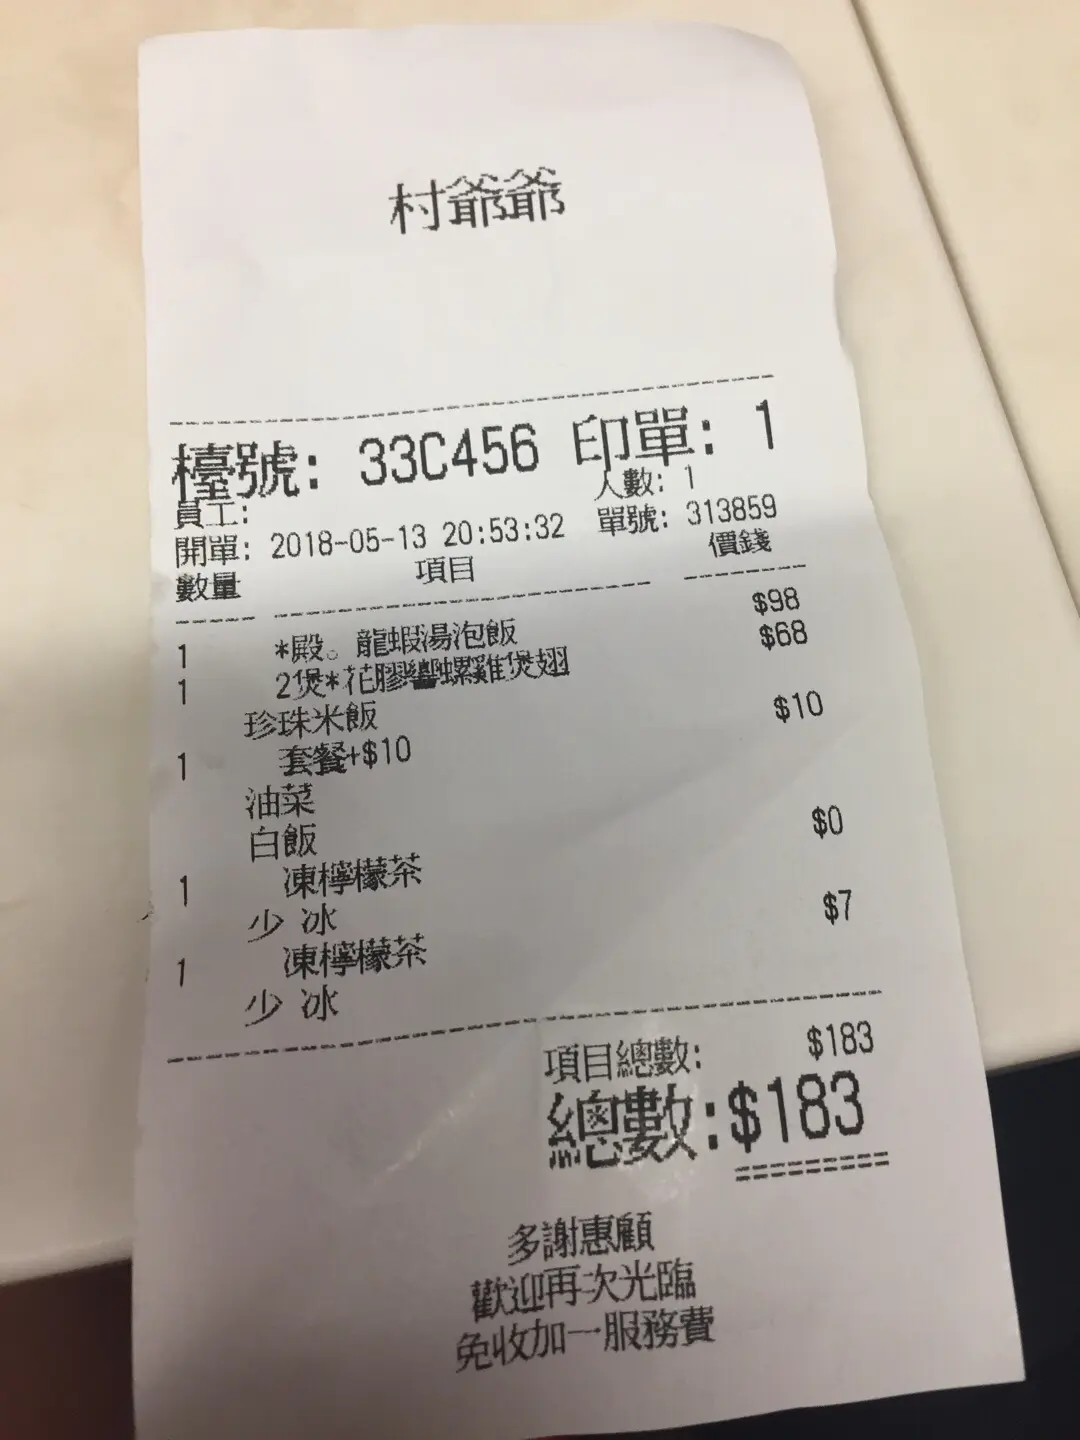 村爺爺
檯號: 33C456 印單: 1
員工: 人數: 1
開單: 2018-05-13 20:53:32 單號: 313859
數量 項目 價錢
1 *殿。龍蝦湯泡飯 $98
1 2煲*花膠響螺雞煲翅 $68
珍珠米飯
1 套餐+$10 $10
油菜
白飯
1 凍檸檬茶 $0
少 冰
1 凍檸檬茶 $7
少 冰
項目總數: $183
總數:$183
多謝惠顧
歡迎再次光臨
免收加一服務費